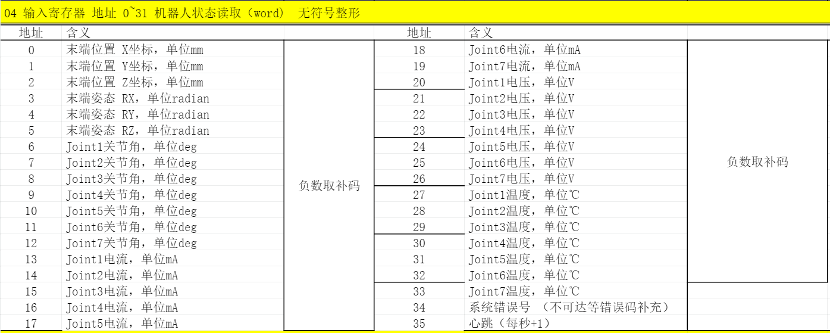 04 输入寄存器 地址 0~31 机器人状态读取（word） 无符号整形
地址 含义 地址 含义
0 末端位置 X坐标，单位mm 18 Joint6电流，单位mA
1 末端位置 Y坐标，单位mm 19 Joint7电流，单位mA
2 末端位置 Z坐标，单位mm 20 Joint1电压，单位V
3 末端姿态 RX，单位radian 21 Joint2电压，单位V
4 末端姿态 RY，单位radian 22 Joint3电压，单位V
5 末端姿态 RZ，单位radian 23 Joint4电压，单位V
6 Joint1关节角，单位deg 24 Joint5电压，单位V
7 Joint2关节角，单位deg 25 Joint6电压，单位V 负数取补码
8 Joint3关节角，单位deg 负数取补码 26 Joint7电压，单位V
9 Joint4关节角，单位deg 27 Joint1温度，单位℃
10 Joint5关节角，单位deg 28 Joint2温度，单位℃
11 Joint6关节角，单位deg 29 Joint3温度，单位℃
12 Joint7关节角，单位deg 30 Joint4温度，单位℃
13 Joint1电流，单位mA 31 Joint5温度，单位℃
14 Joint2电流，单位mA 32 Joint6温度，单位℃
15 Joint3电流，单位mA 33 Joint7温度，单位℃
16 Joint4电流，单位mA 34 系统错误号 （不可达等错误码补充）
17 Joint5电流，单位mA 35 心跳（每秒+1）